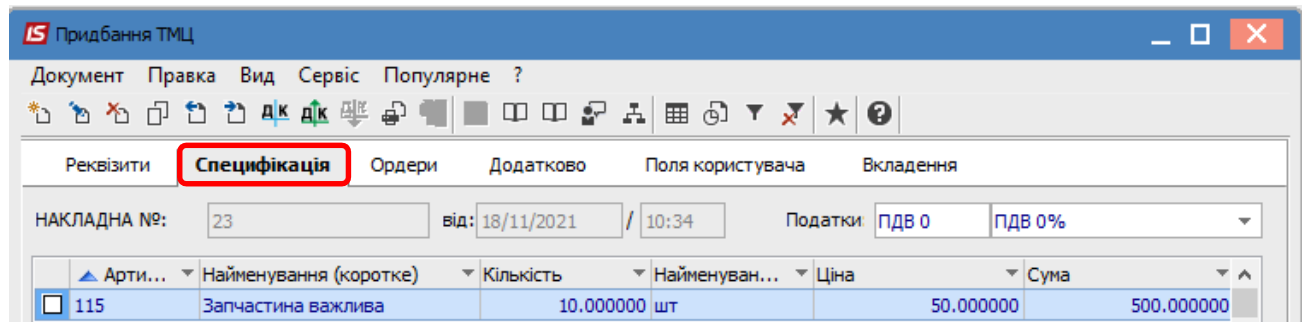 IS Придбання ТМЦ
Документ Правка Вид Сервіс Популярне ?
Реквізити Специфікація Ордери Додатково Поля користувача Вкладення
НАКЛАДНА №: 23 від: 18/11/2021 / 10:34 Податки: ПДВ 0 ПДВ 0%
Арти... Найменування (коротке) Кількість Найменуван... Ціна Сума
115 Запчастина важлива 10.000000 шт 50.000000 500.000000